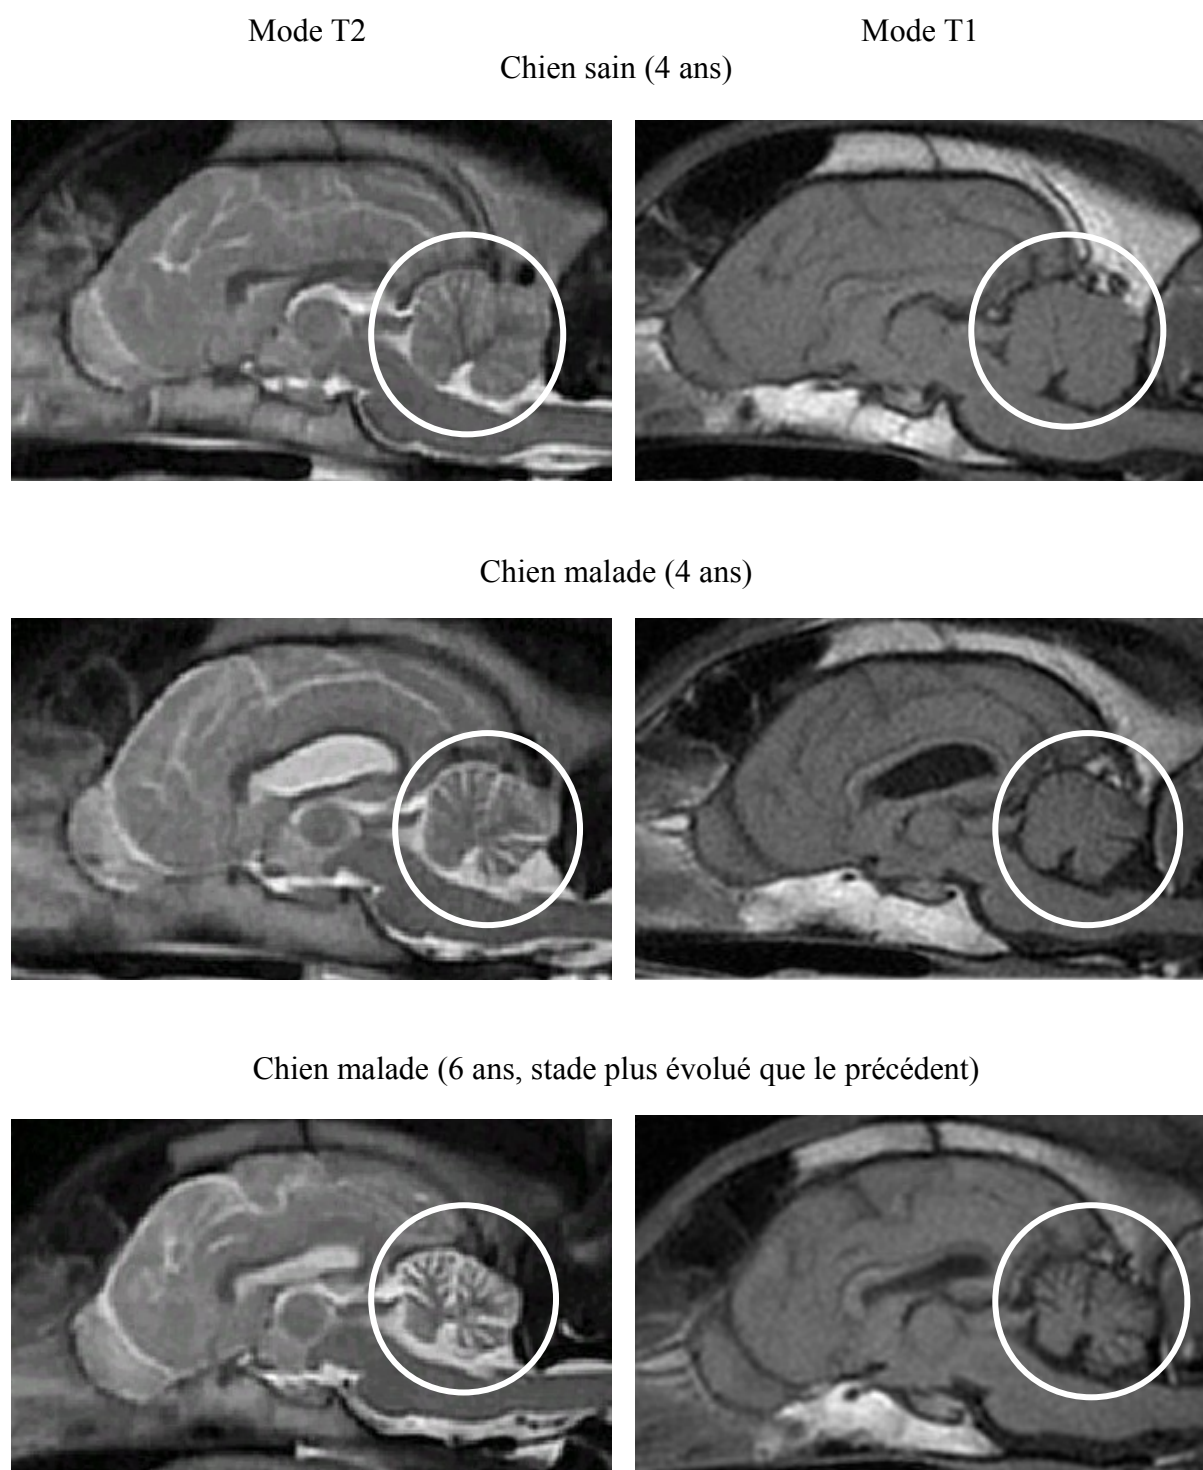 Mode T2 Mode T1
Chien sain (4 ans)
Chien malade (4 ans)
Chien malade (6 ans, stade plus évolué que le précédent)